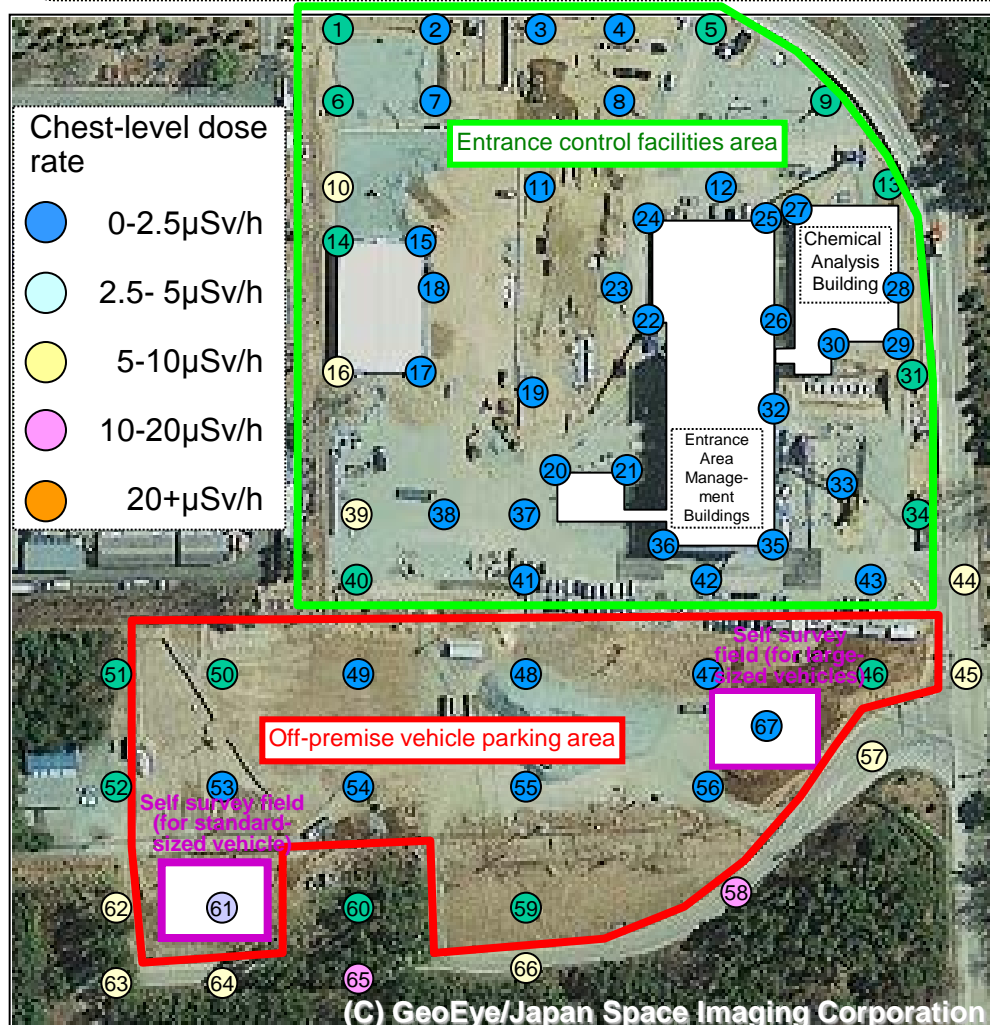 1 2 3 4 5
6 7 8 9
Chest-level dose
rate
0-2.5µSv/h
2.5- 5µSv/h
5-10µSv/h
10-20µSv/h
20+µSv/h
Entrance control facilities area
10 11 12 13
24 25 27
14 15
Chemical
Analysis
Building
18 23 28
22 26
30 29
16 17 31
19 32
Entrance
Area
Manage-
ment
Buildings
20 21
33
39 38 37 34
36 35
40 41 42 43 44
Self survey
field (for large-
sized vehicles)
51 50 49 48 47 46 45
67
Off-premise vehicle parking area
57
52 53 54 55 56
Self survey field
(for standard-
sized vehicle)
58
62 61 60 59
66
63 64 65
(C) GeoEye/Japan Space Imaging Corporation